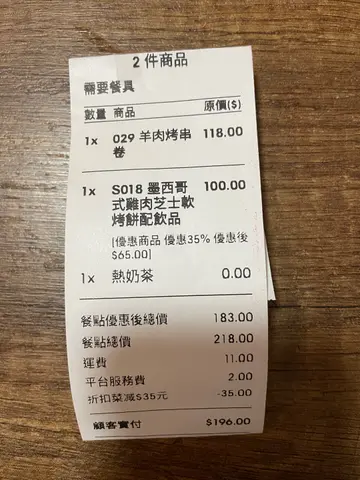 2 件商品
需要餐具
數量 商品 原價($)
1x 029 羊肉烤串 118.00
卷
1x S018 墨西哥 100.00
式雞肉芝士軟
烤餅配飲品
[優惠商品 優惠35% 優惠後
$65.00]
1x 熱奶茶 0.00
餐點優惠後總價 183.00
餐點總價 218.00
運費 11.00
平台服務費 2.00
折扣菜减$35元 -35.00
顧客實付 $196.00